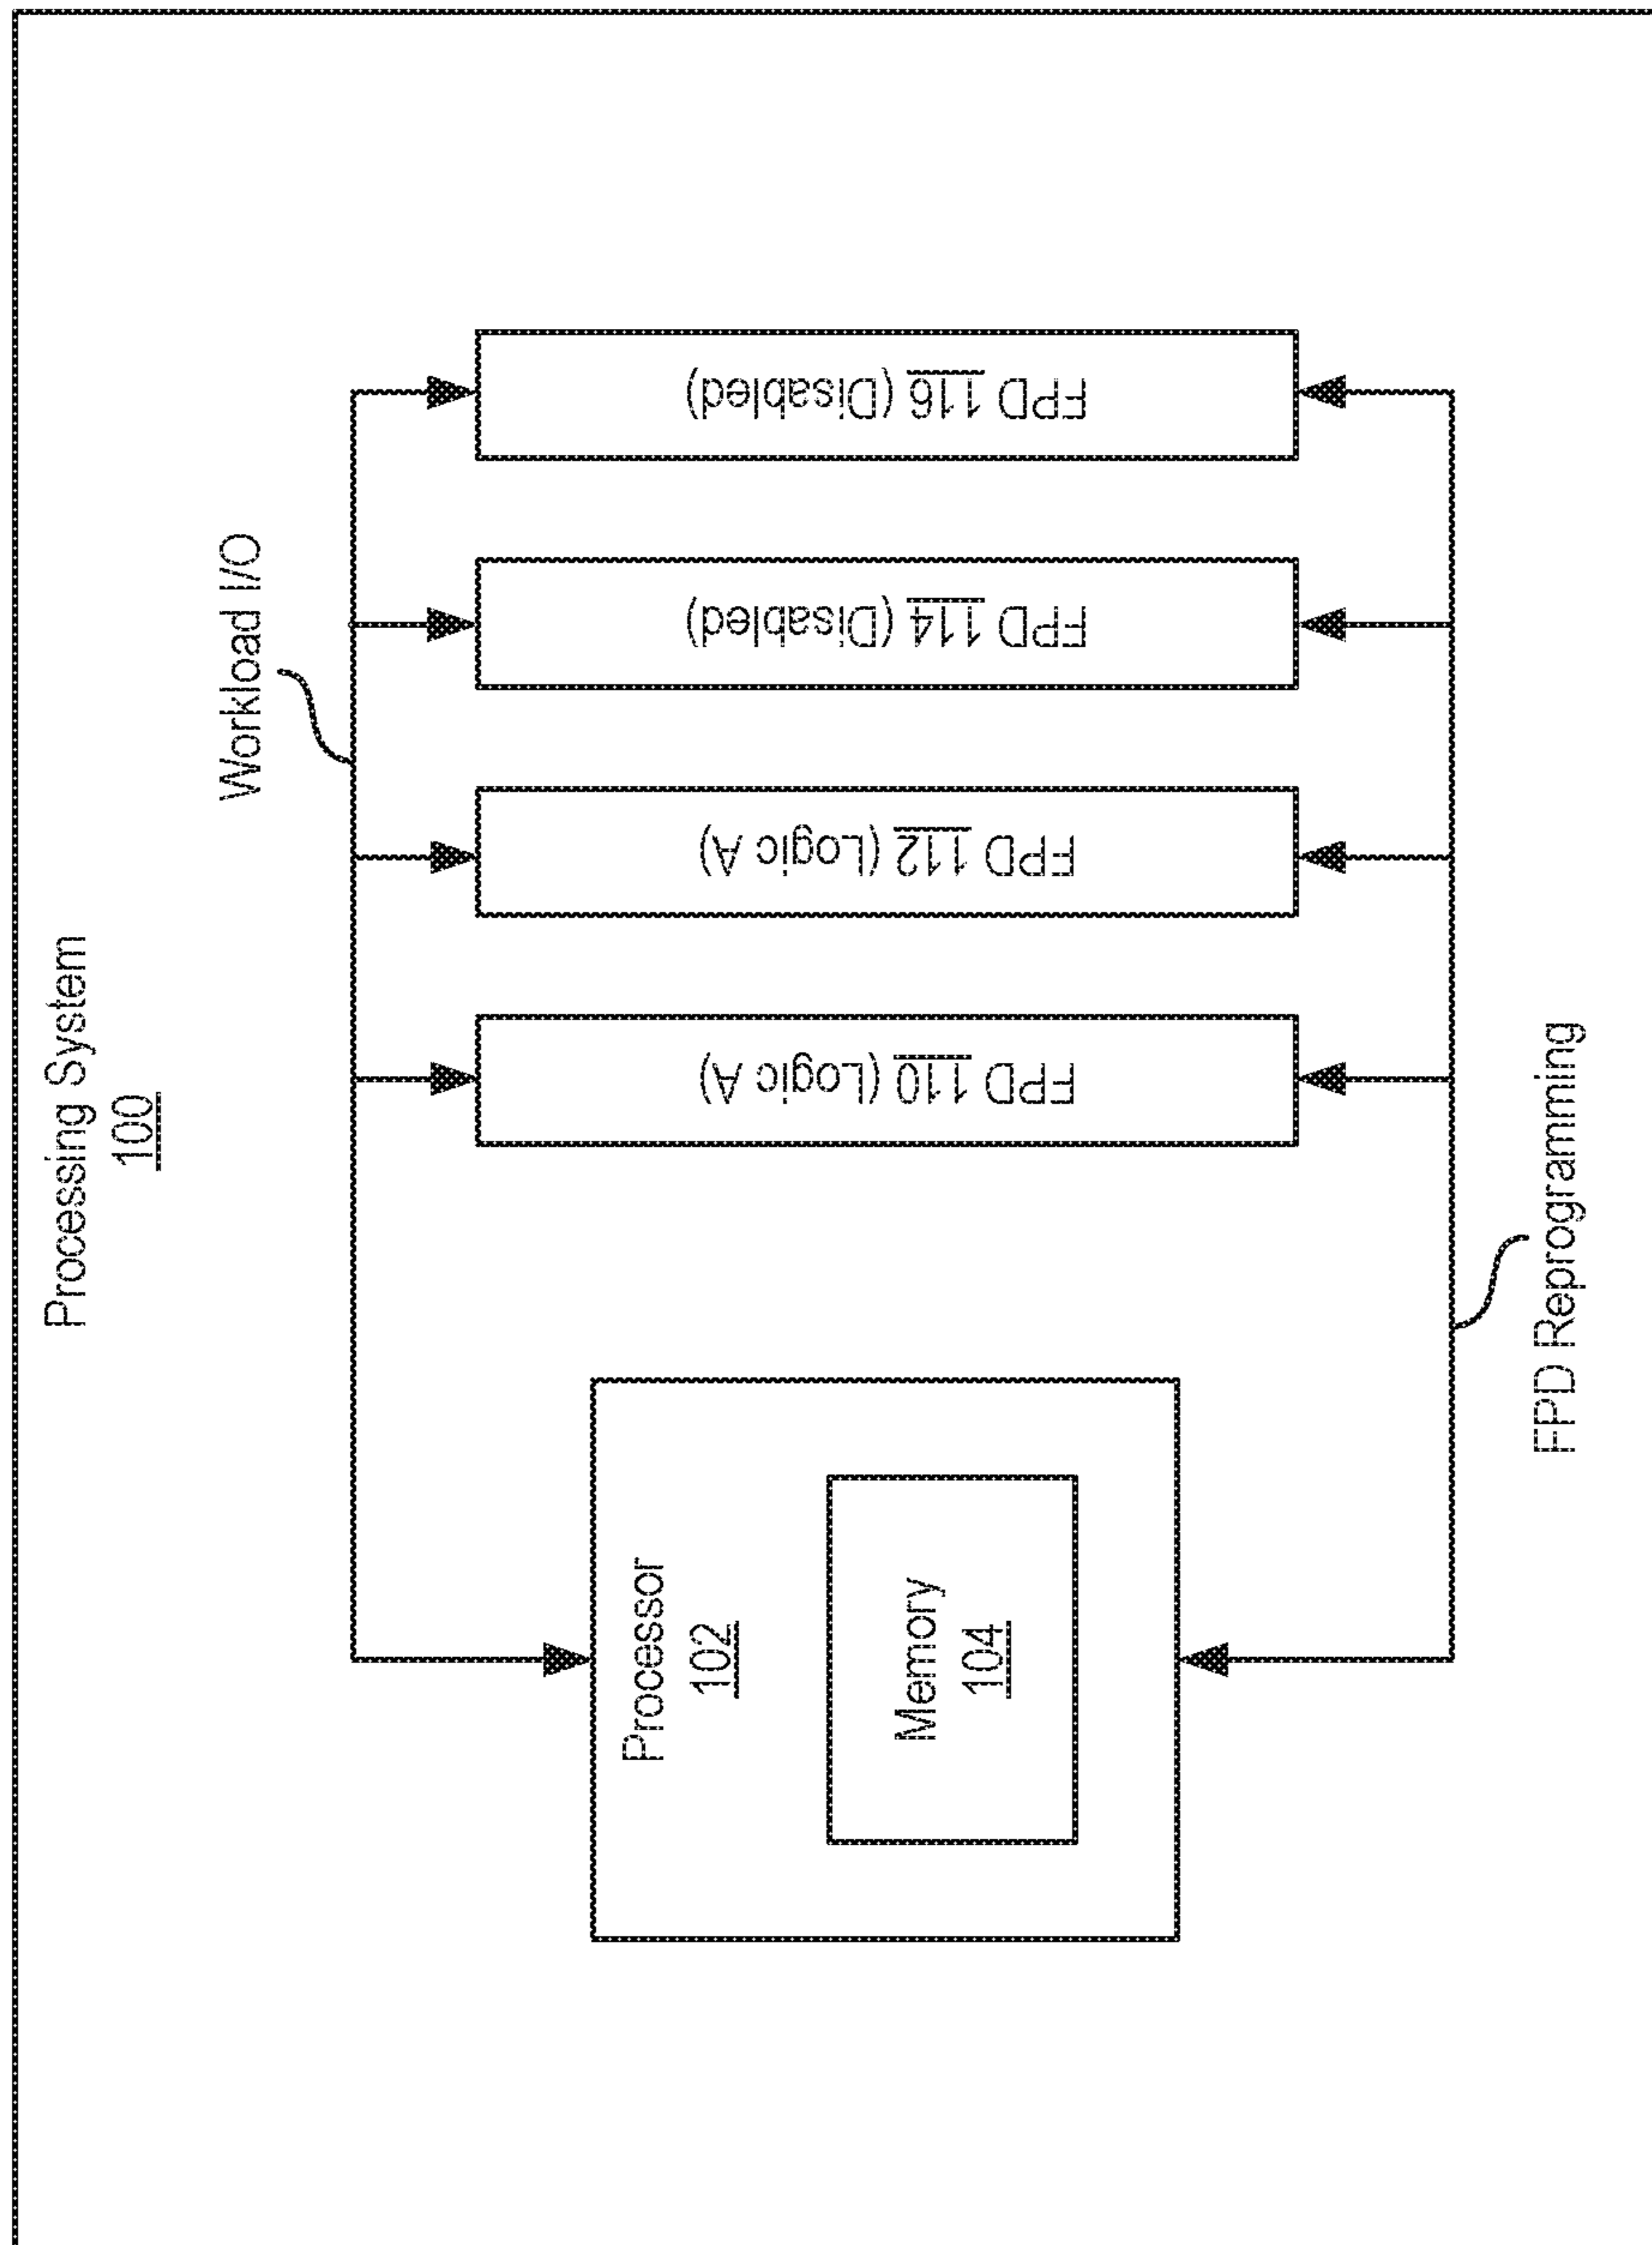 Processing System
100
Workload I/O
Processor
102
Memory
104
FPD 110 (Logic A)
FPD 112 (Logic A)
FPD 114 (Disabled)
FPD 116 (Disabled)
FPD Reprogramming